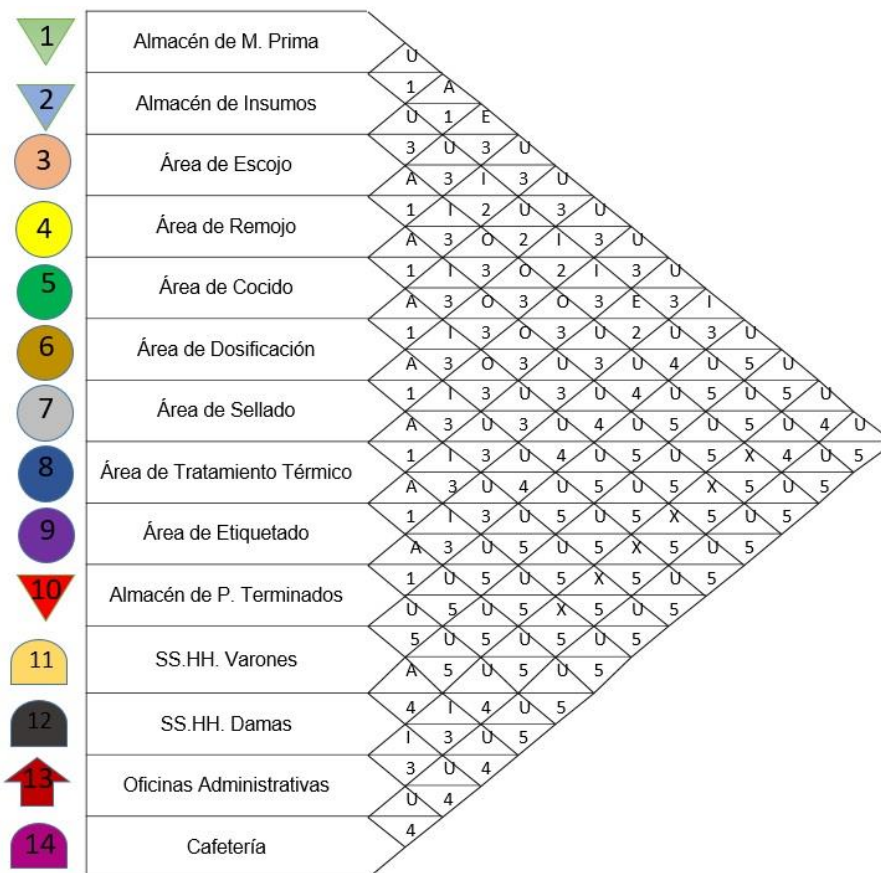 1 Almacén de M. Prima
U
1 A
2 Almacén de Insumos
U 1 E
3 U 3 U
3 Área de Escojo
A 3 I 3 U
1 I 2 U 3 U
4 Área de Remojo
A 3 O 2 I 3 U
1 I 3 O 2 I 3 U
5 Área de Cocido
A 3 O 3 O 3 E 3 I
1 I 3 O 3 U 2 U 3 U
6 Área de Dosificación
A 3 O 3 U 3 U 4 U 5 U
1 I 3 U 3 U 4 U 5 U 5 U
7 Área de Sellado
A 3 U 3 U 4 U 5 U 5 U 4 U
1 I 3 U 4 U 5 U 5 X 4 U 5
8 Área de Tratamiento Térmico
A 3 U 4 U 5 U 5 X 5 U 5
1 I 3 U 5 U 5 X 5 U 5
9 Área de Etiquetado
A 3 U 5 U 5 X 5 U 5
1 U 5 U 5 X 5 U 5
10 Almacén de P. Terminados
U 5 U 5 X 5 U 5
5 U 5 U 5 U 5
11 SS.HH. Varones
A 5 U 5 U 5
4 I 4 U 5
12 SS.HH. Damas
I 3 U 5
3 U 4
13 Oficinas Administrativas
U 4
4
14 Cafetería